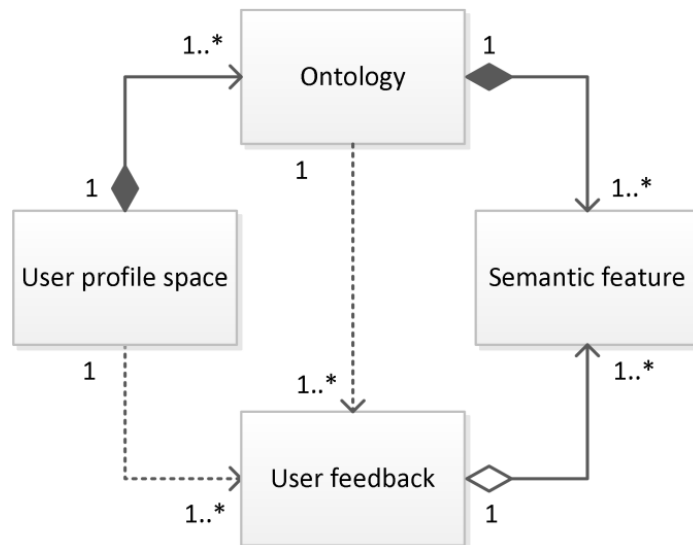 1..*
Ontology
1
1
1
1..*
User profile space
Semantic feature
1
1..*
1..*
User feedback
1..*
1